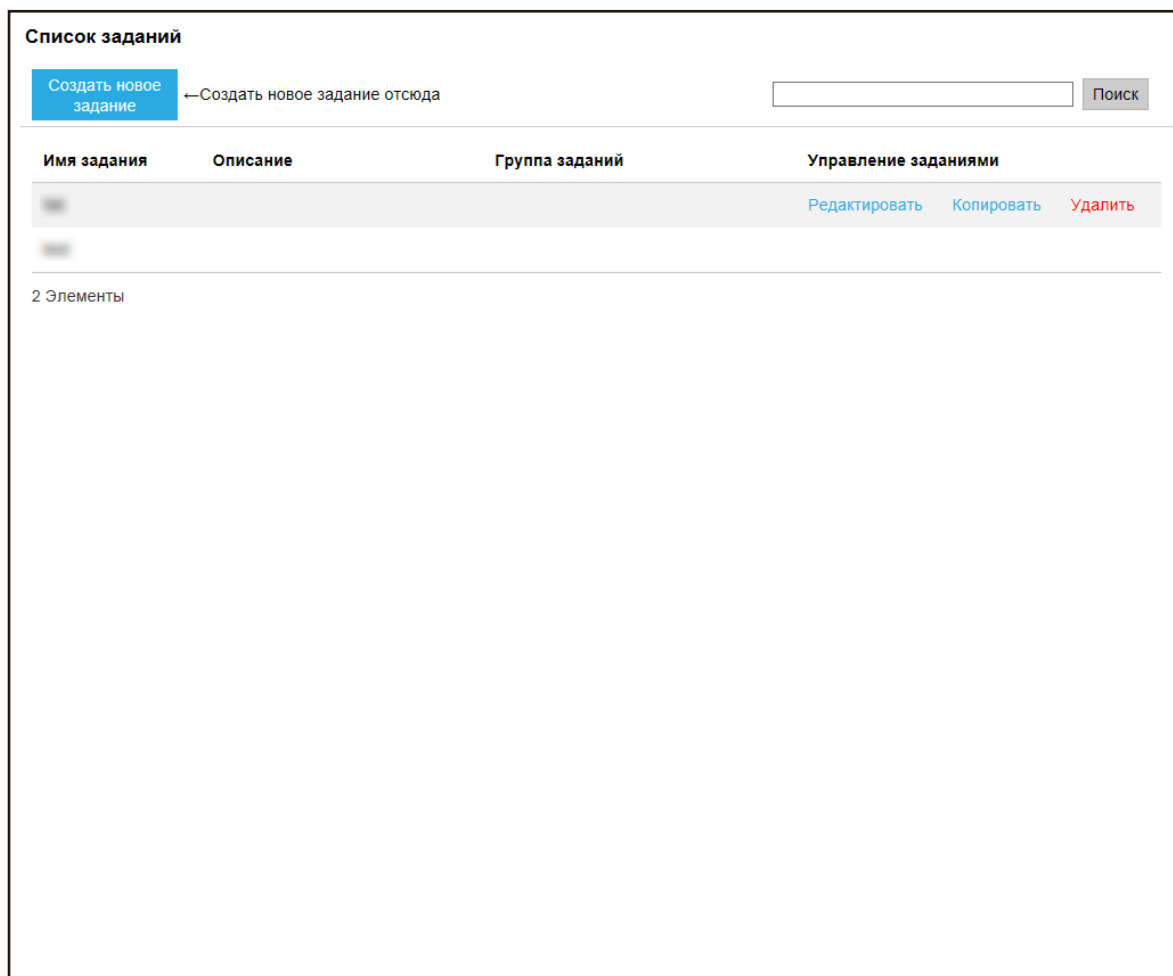 Список заданий
Создать новое
задание
←Создать новое задание отсюда
Поиск
Имя задания Описание Группа заданий Управление заданиями
Редактировать Копировать Удалить
2 Элементы